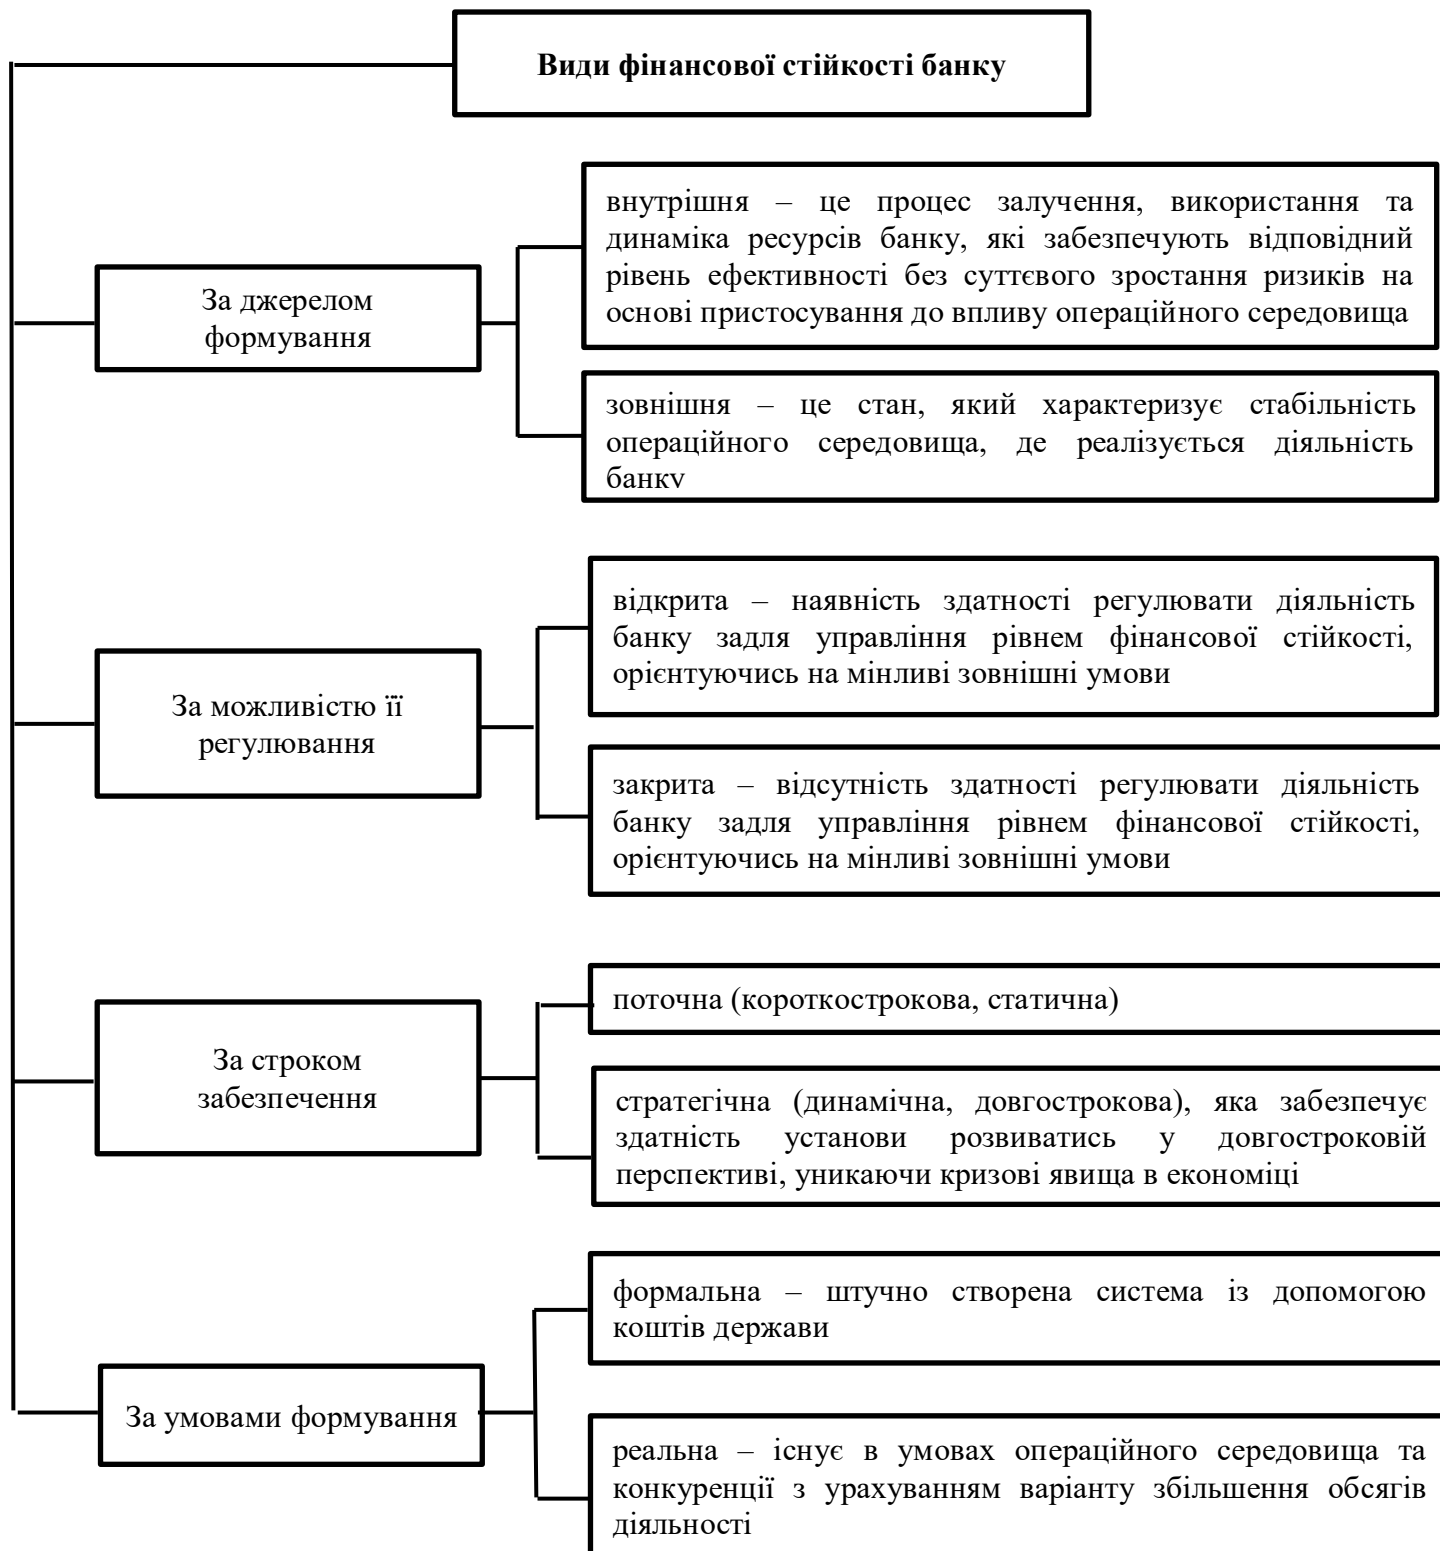 Види фінансової стійкості банку
За джерелом
формування
внутрішня – це процес залучення, використання та
динаміка ресурсів банку, які забезпечують відповідний
рівень ефективності без суттєвого зростання ризиків на
основі пристосування до впливу операційного середовища
зовнішня – це стан, який характеризує стабільність
операційного середовища, де реалізується діяльність
банку
За можливістю її
регулювання
відкрита – наявність здатності регулювати діяльність
банку задля управління рівнем фінансової стійкості,
орієнтуючись на мінливі зовнішні умови
закрита – відсутність здатності регулювати діяльність
банку задля управління рівнем фінансової стійкості,
орієнтуючись на мінливі зовнішні умови
За строком
забезпечення
поточна (короткострокова, статична)
стратегічна (динамічна, довгострокова), яка забезпечує
здатність установи розвиватись у довгостроковій
перспективі, уникаючи кризові явища в економіці
За умовами формування
формальна – штучно створена система із допомогою
коштів держави
реальна – існує в умовах операційного середовища та
конкуренції з урахуванням варіанту збільшення обсягів
діяльності